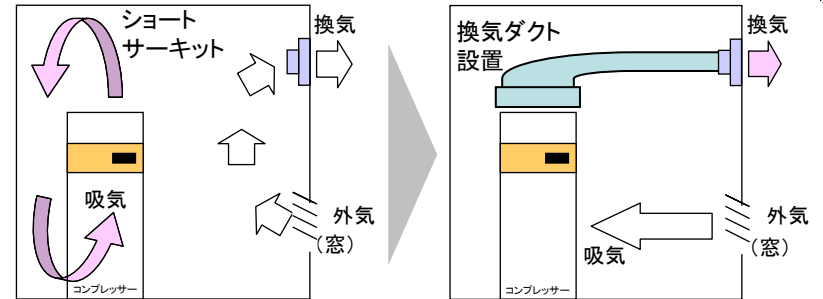 ショート
サーキット
換気
吸気
外気
(窓)
コンプレッサー
換気ダクト
設置
換気
外気
(窓)
吸気
コンプレッサー